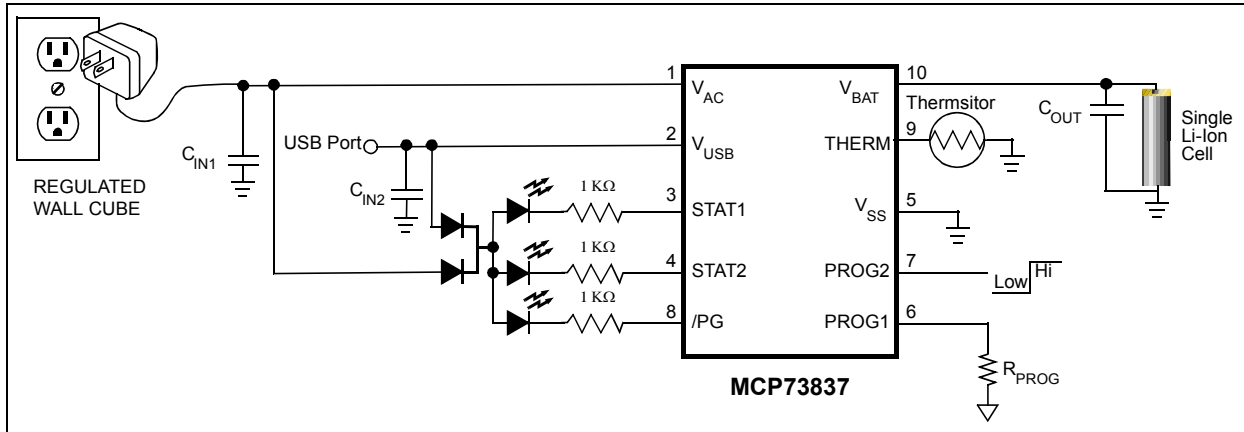 REGULATED
WALL CUBE
C_IN1
USB Port
C_IN2
1 KΩ
1 KΩ
1 KΩ
1
2
3
4
8
V_AC
V_USB
STAT1
STAT2
/PG
V_BAT
THERM
V_SS
PROG2
PROG1
10
9
5
7
6
MCP73837
Thermsitor
C_OUT
Single
Li-Ion
Cell
Low
Hi
R_PROG